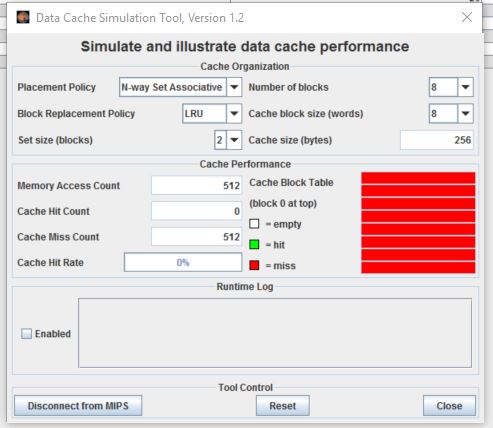 Data Cache Simulation Tool, Version 1.2
Simulate and illustrate data cache performance
Cache Organization
Placement Policy N-way Set Associative Number of blocks 8
Block Replacement Policy LRU Cache block size (words) 8
Set size (blocks) 2 Cache size (bytes) 256
Cache Performance
Memory Access Count 512 Cache Block Table
Cache Hit Count 0 (block 0 at top)
= empty
Cache Miss Count 512 = hit
Cache Hit Rate 0% = miss
Runtime Log
Enabled
Tool Control
Disconnect from MIPS Reset Close